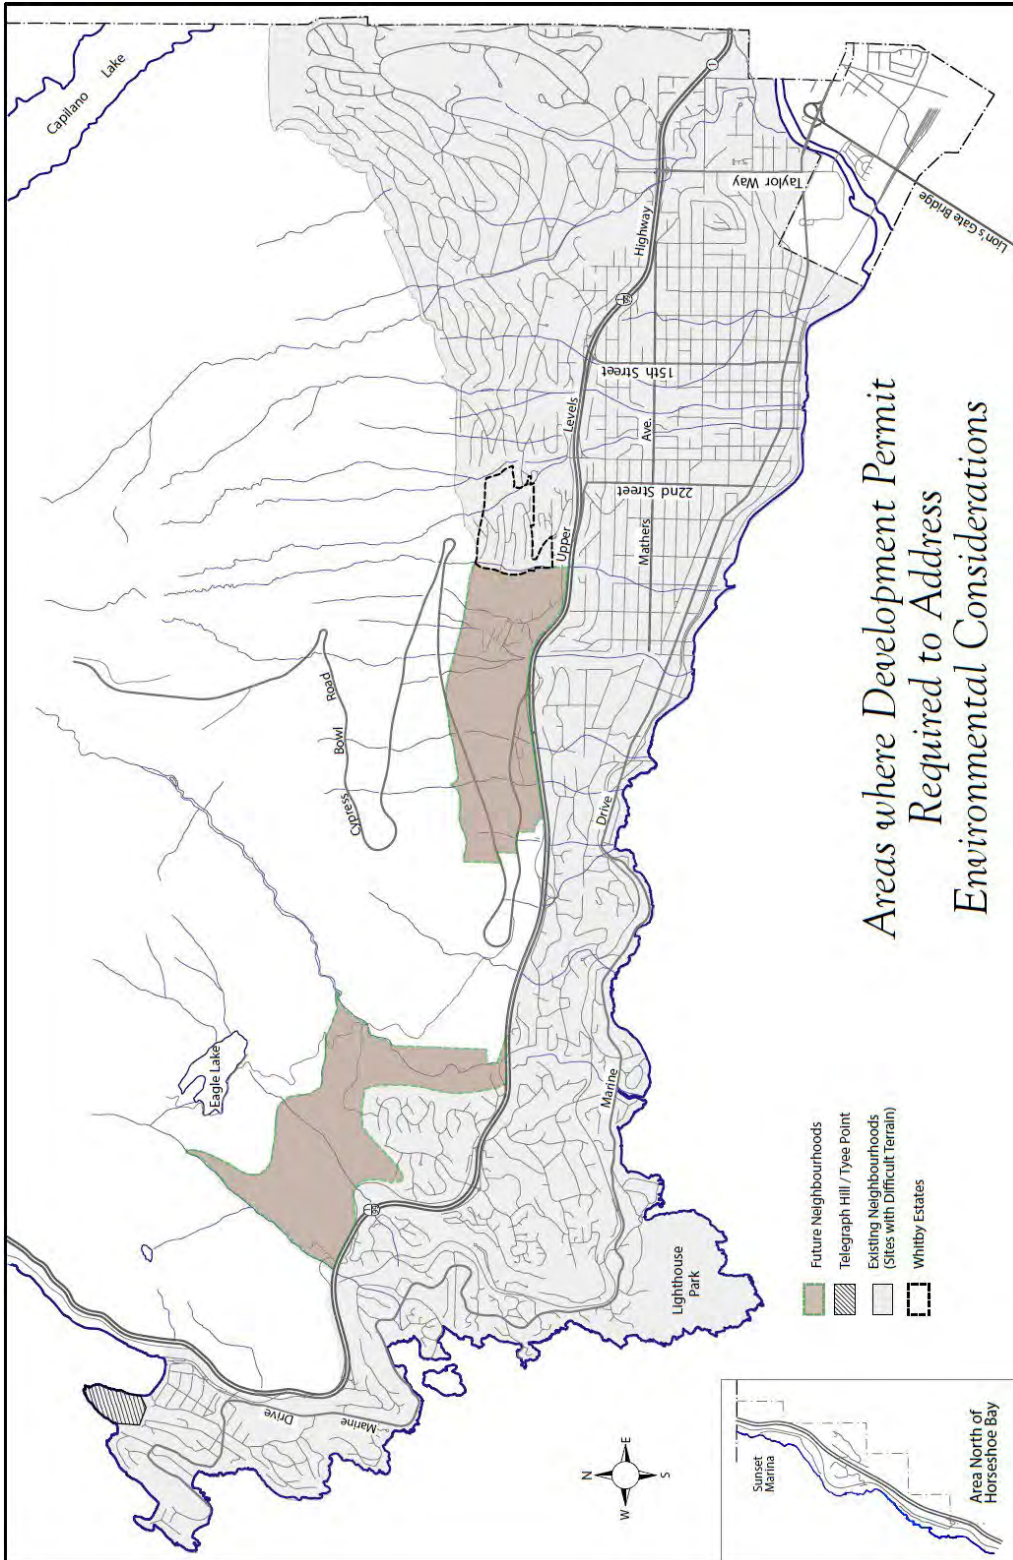 Capilano
Lake
Eagle Lake
Cypress
Bowl
Road
Upper
Levels
Highway
1
99
99
Taylor Way
15th Street
22nd Street
Mathers
Ave.
Lion's Gate Bridge
Marine
Drive
Marine
Drive
Lighthouse
Park
N
E
S
W
Sunset
Marina
Area North of
Horseshoe Bay
Future Neighbourhoods
Telegraph Hill / Tyee Point
Existing Neighbourhoods
(Sites with Difficult Terrain)
Whitby Estates
Areas where Development Permit
Required to Address
Environmental Considerations